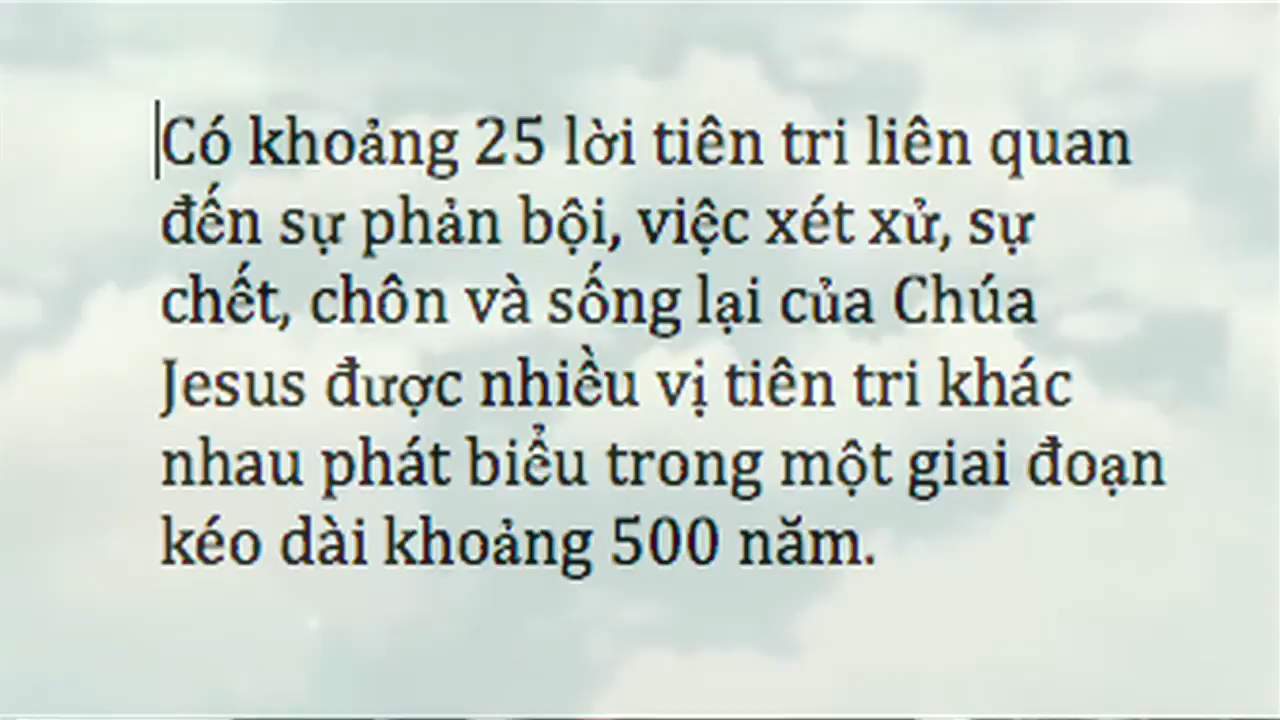 Có khoảng 25 lời tiên tri liên quan
đến sự phản bội, việc xét xử, sự
chết, chôn và sống lại của Chúa
Jesus được nhiều vị tiên tri khác
nhau phát biểu trong một giai đoạn
kéo dài khoảng 500 năm.